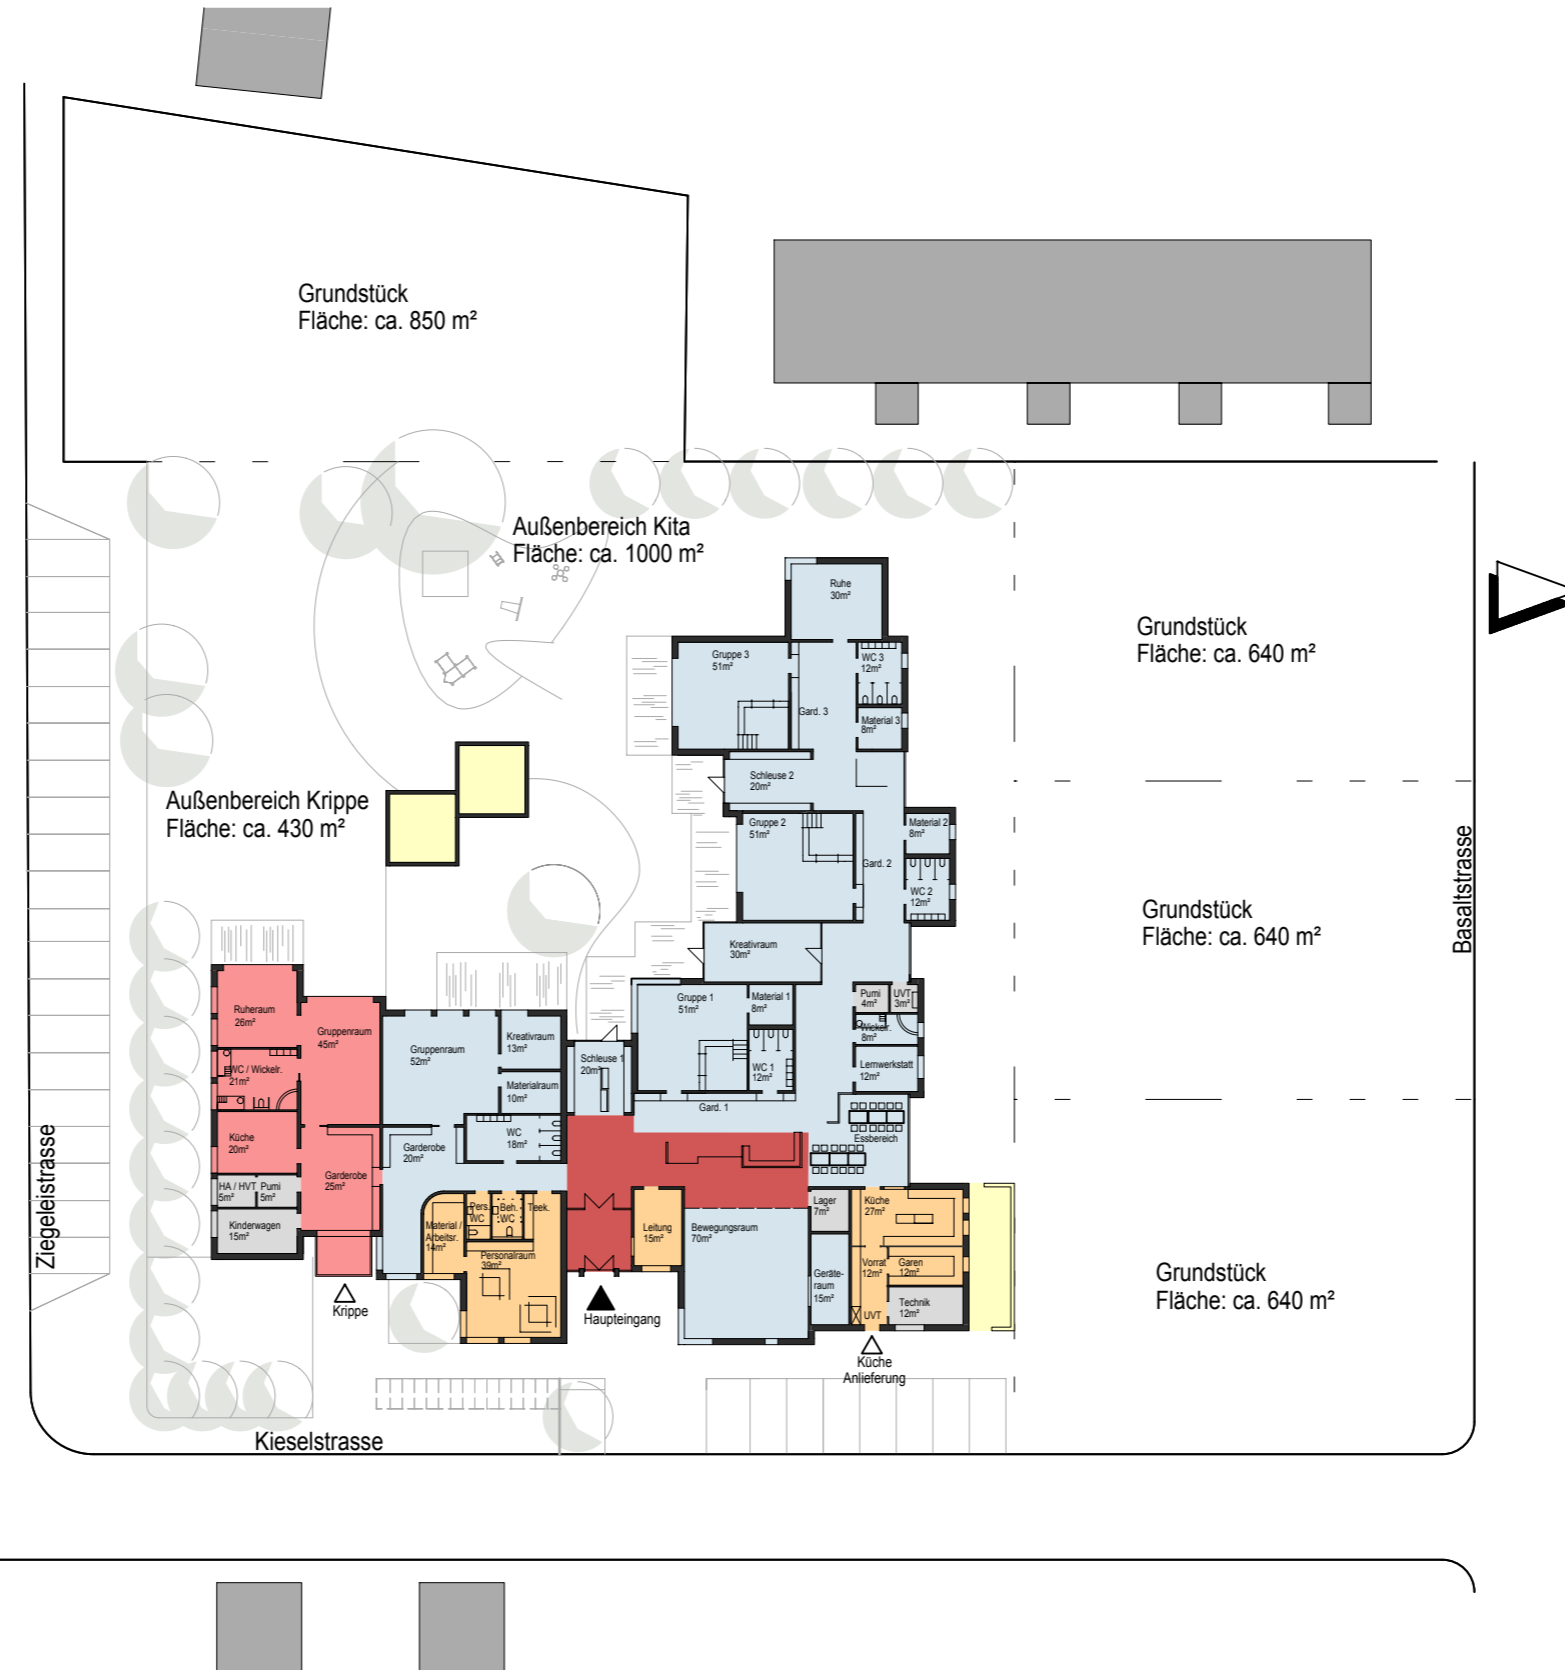 Grundstück
Fläche: ca. 850 m²
Außenbereich Kita
Fläche: ca. 1000 m²
Ruhe
30m²
Gruppe 3
51m²
WC 3
12m²
Gard. 3
Material 3
8m²
Grundstück
Fläche: ca. 640 m²
Schleuse 2
20m²
Außenbereich Krippe
Fläche: ca. 430 m²
Gruppe 2
51m²
Material 2
8m²
Gard. 2
WC 2
12m²
Grundstück
Fläche: ca. 640 m²
Basaltstrasse
Kreativraum
30m²
Ruheraum
26m²
Gruppenraum
45m²
Gruppenraum
52m²
Kreativraum
13m²
Gruppe 1
51m²
Material 1
8m²
Pumi
4m²
UVT
3m²
Wickelr.
8m²
WC / Wickelr.
21m²
Materialraum
10m²
Schleuse 1
20m²
WC 1
12m²
Lernwerkstatt
12m²
Gard. 1
Küche
20m²
Garderobe
20m²
WC
18m²
Essbereich
Ziegeleistrasse
HA / HVT
5m²
Pumi
5m²
Garderobe
25m²
Kinderwagen
15m²
Material /
Arbeitsr.
14m²
Pers.
WC
Beh.
WC
Teek.
Personalraum
39m²
Leitung
15m²
Bewegungsraum
70m²
Lager
7m²
Küche
27m²
Geräte-
raum
15m²
Vorrat
12m²
Garen
12m²
Technik
12m²
UVT
Grundstück
Fläche: ca. 640 m²
Krippe
Haupteingang
Küche
Anlieferung
Kieselstrasse